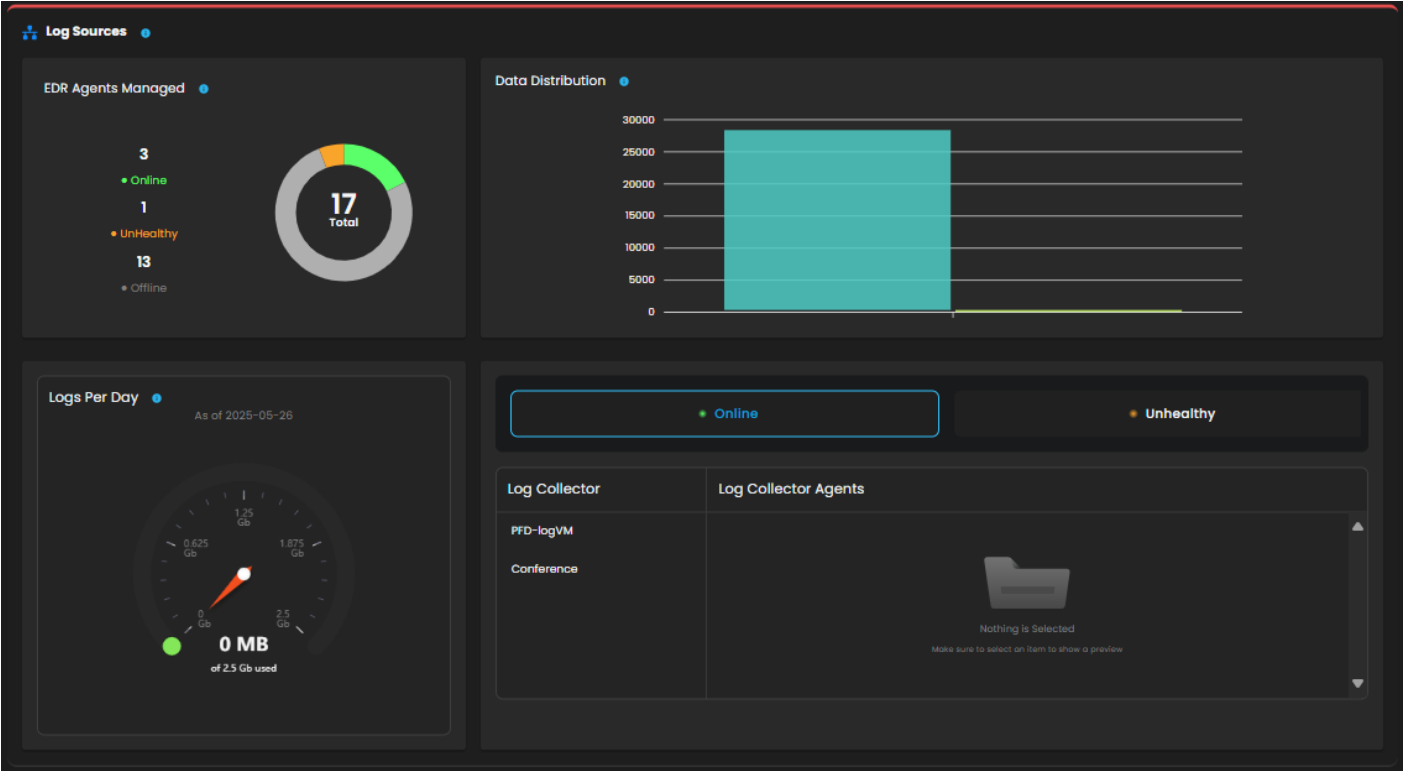 Log Sources
EDR Agents Managed
3
Online
1
UnHealthy
13
Offline
17
Total
Data Distribution
30000
25000
20000
15000
10000
5000
0
Logs Per Day
As of 2025-05-26
0
Gb
0.625
Gb
1.25
Gb
1.875
Gb
2.5
Gb
0 MB
of 2.5 Gb used
Online
Unhealthy
Log Collector
Log Collector Agents
PFD-logVM
Conference
Nothing is Selected
Make sure to select an item to show a preview